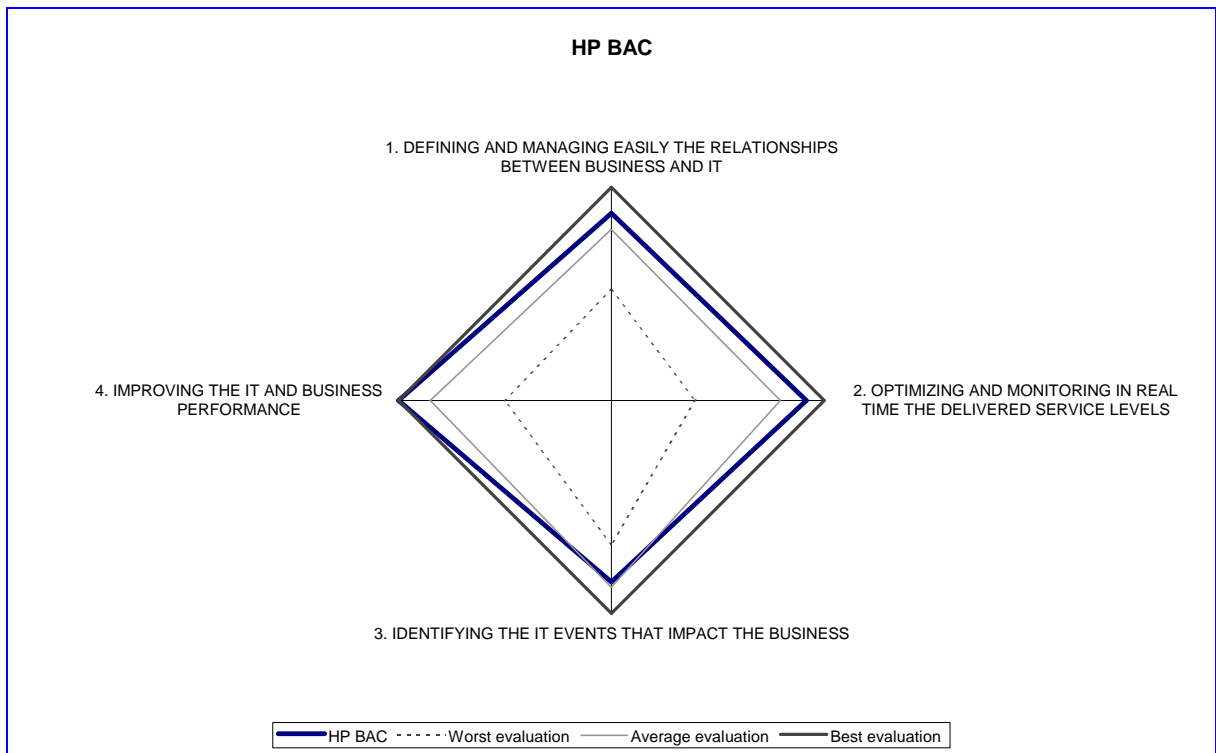 HP BAC
1. DEFINING AND MANAGING EASILY THE RELATIONSHIPS
BETWEEN BUSINESS AND IT
4. IMPROVING THE IT AND BUSINESS
PERFORMANCE
2. OPTIMIZING AND MONITORING IN REAL
TIME THE DELIVERED SERVICE LEVELS
3. IDENTIFYING THE IT EVENTS THAT IMPACT THE BUSINESS
HP BAC Worst evaluation Average evaluation Best evaluation